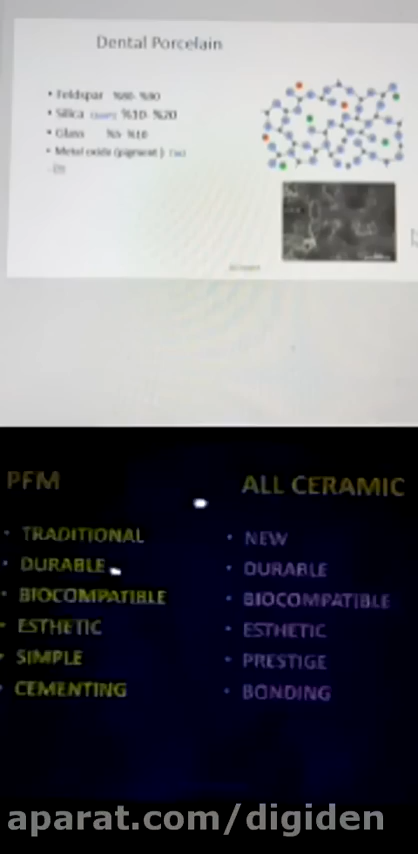 Dental Porcelain
• Feldspar %80-%90
• Silica %10-%20
• Glass %5-%10
• Metal oxide (pigment)
PFM
• TRADITIONAL
• DURABLE
• BIOCOMPATIBLE
• ESTHETIC
• SIMPLE
• CEMENTING
ALL CERAMIC
• NEW
• DURABLE
• BIOCOMPATIBLE
• ESTHETIC
• PRESTIGE
• BONDING
aparat.com/digiden